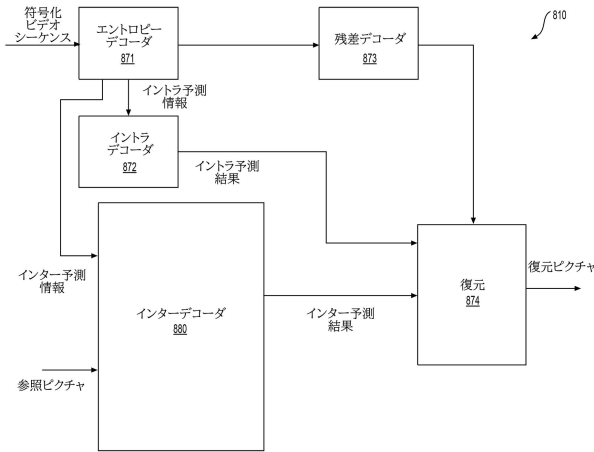 符号化
ビデオ
シーケンス
エントロピー
デコーダ
871
残差デコーダ
873
810
イントラ予測
情報
イントラ
デコーダ
872
イントラ予測
結果
インター予測
情報
インターデコーダ
880
インター予測
結果
復元
874
復元ピクチャ
参照ピクチャ